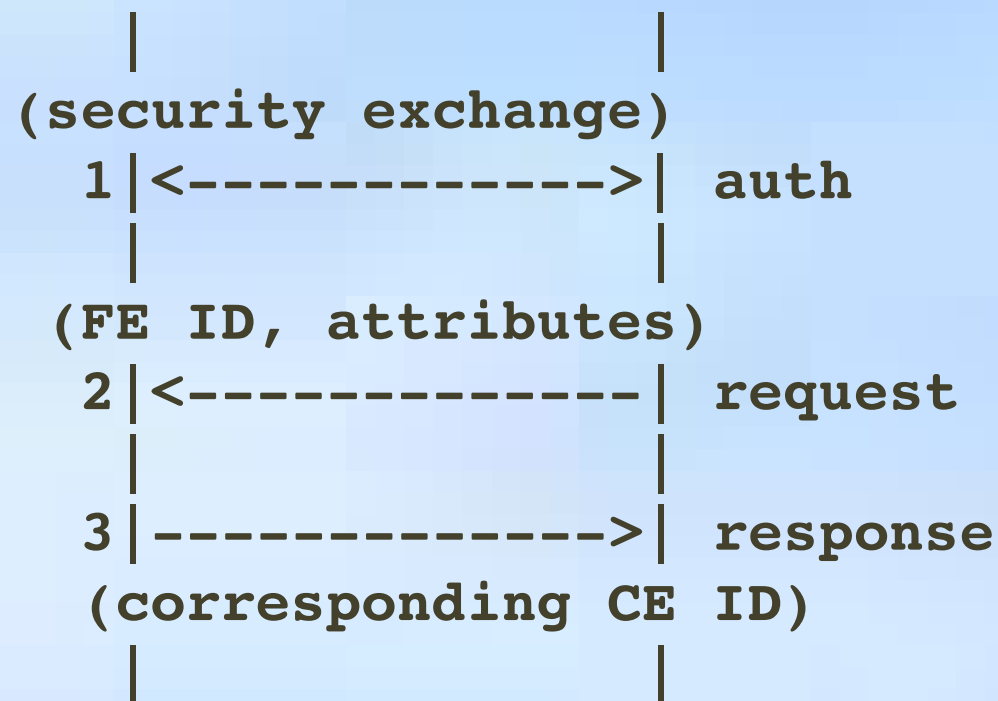 |              |
(security exchange)
1|<------------>| auth
|              |
(FE ID, attributes)
2|<-------------| request
|              |
3|------------->| response
(corresponding CE ID)
|              |